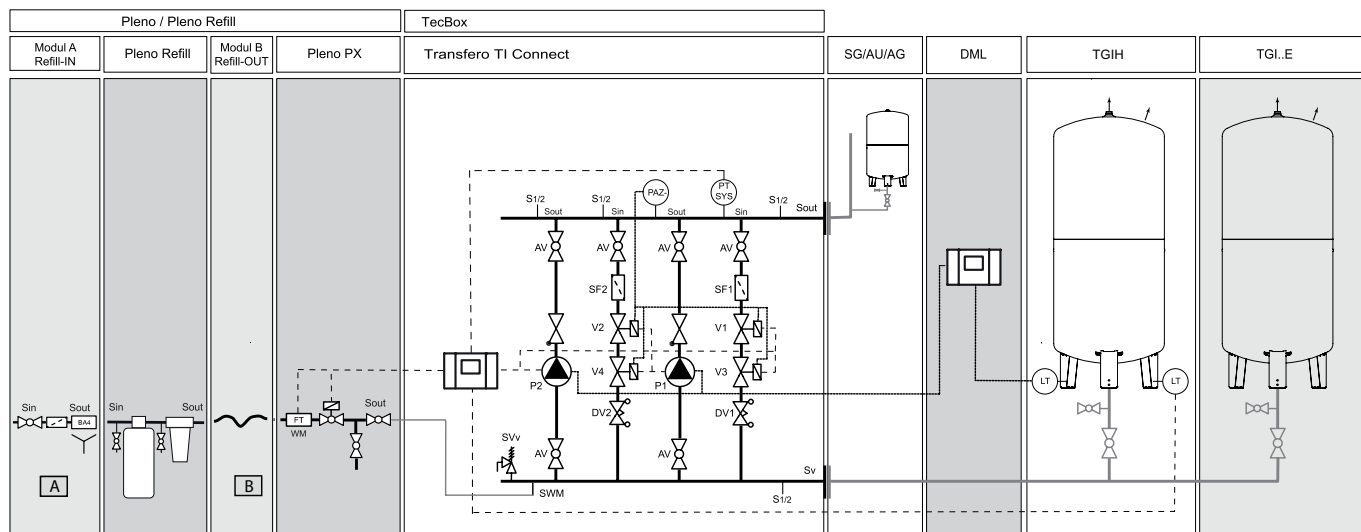 Pleno / Pleno Refill
TecBox
Modul A
Refill-IN
Pleno Refill
Modul B
Refill-OUT
Pleno PX
Transfero TI Connect
SG/AU/AG
DML
TGIH
TGI..E
S1/2
Sout
S1/2
Sin
PAZ-
Sout
PT
SYS
Sin
S1/2
Sout
AV
AV
AV
AV
SF2
SF1
V2
V1
P2
V4
P1
V3
LT
LT
DV2
DV1
Sin
Sout
BA4
Sin
Sout
FT
WM
Sout
SVv
AV
AV
Sv
SWM
S1/2
A
B